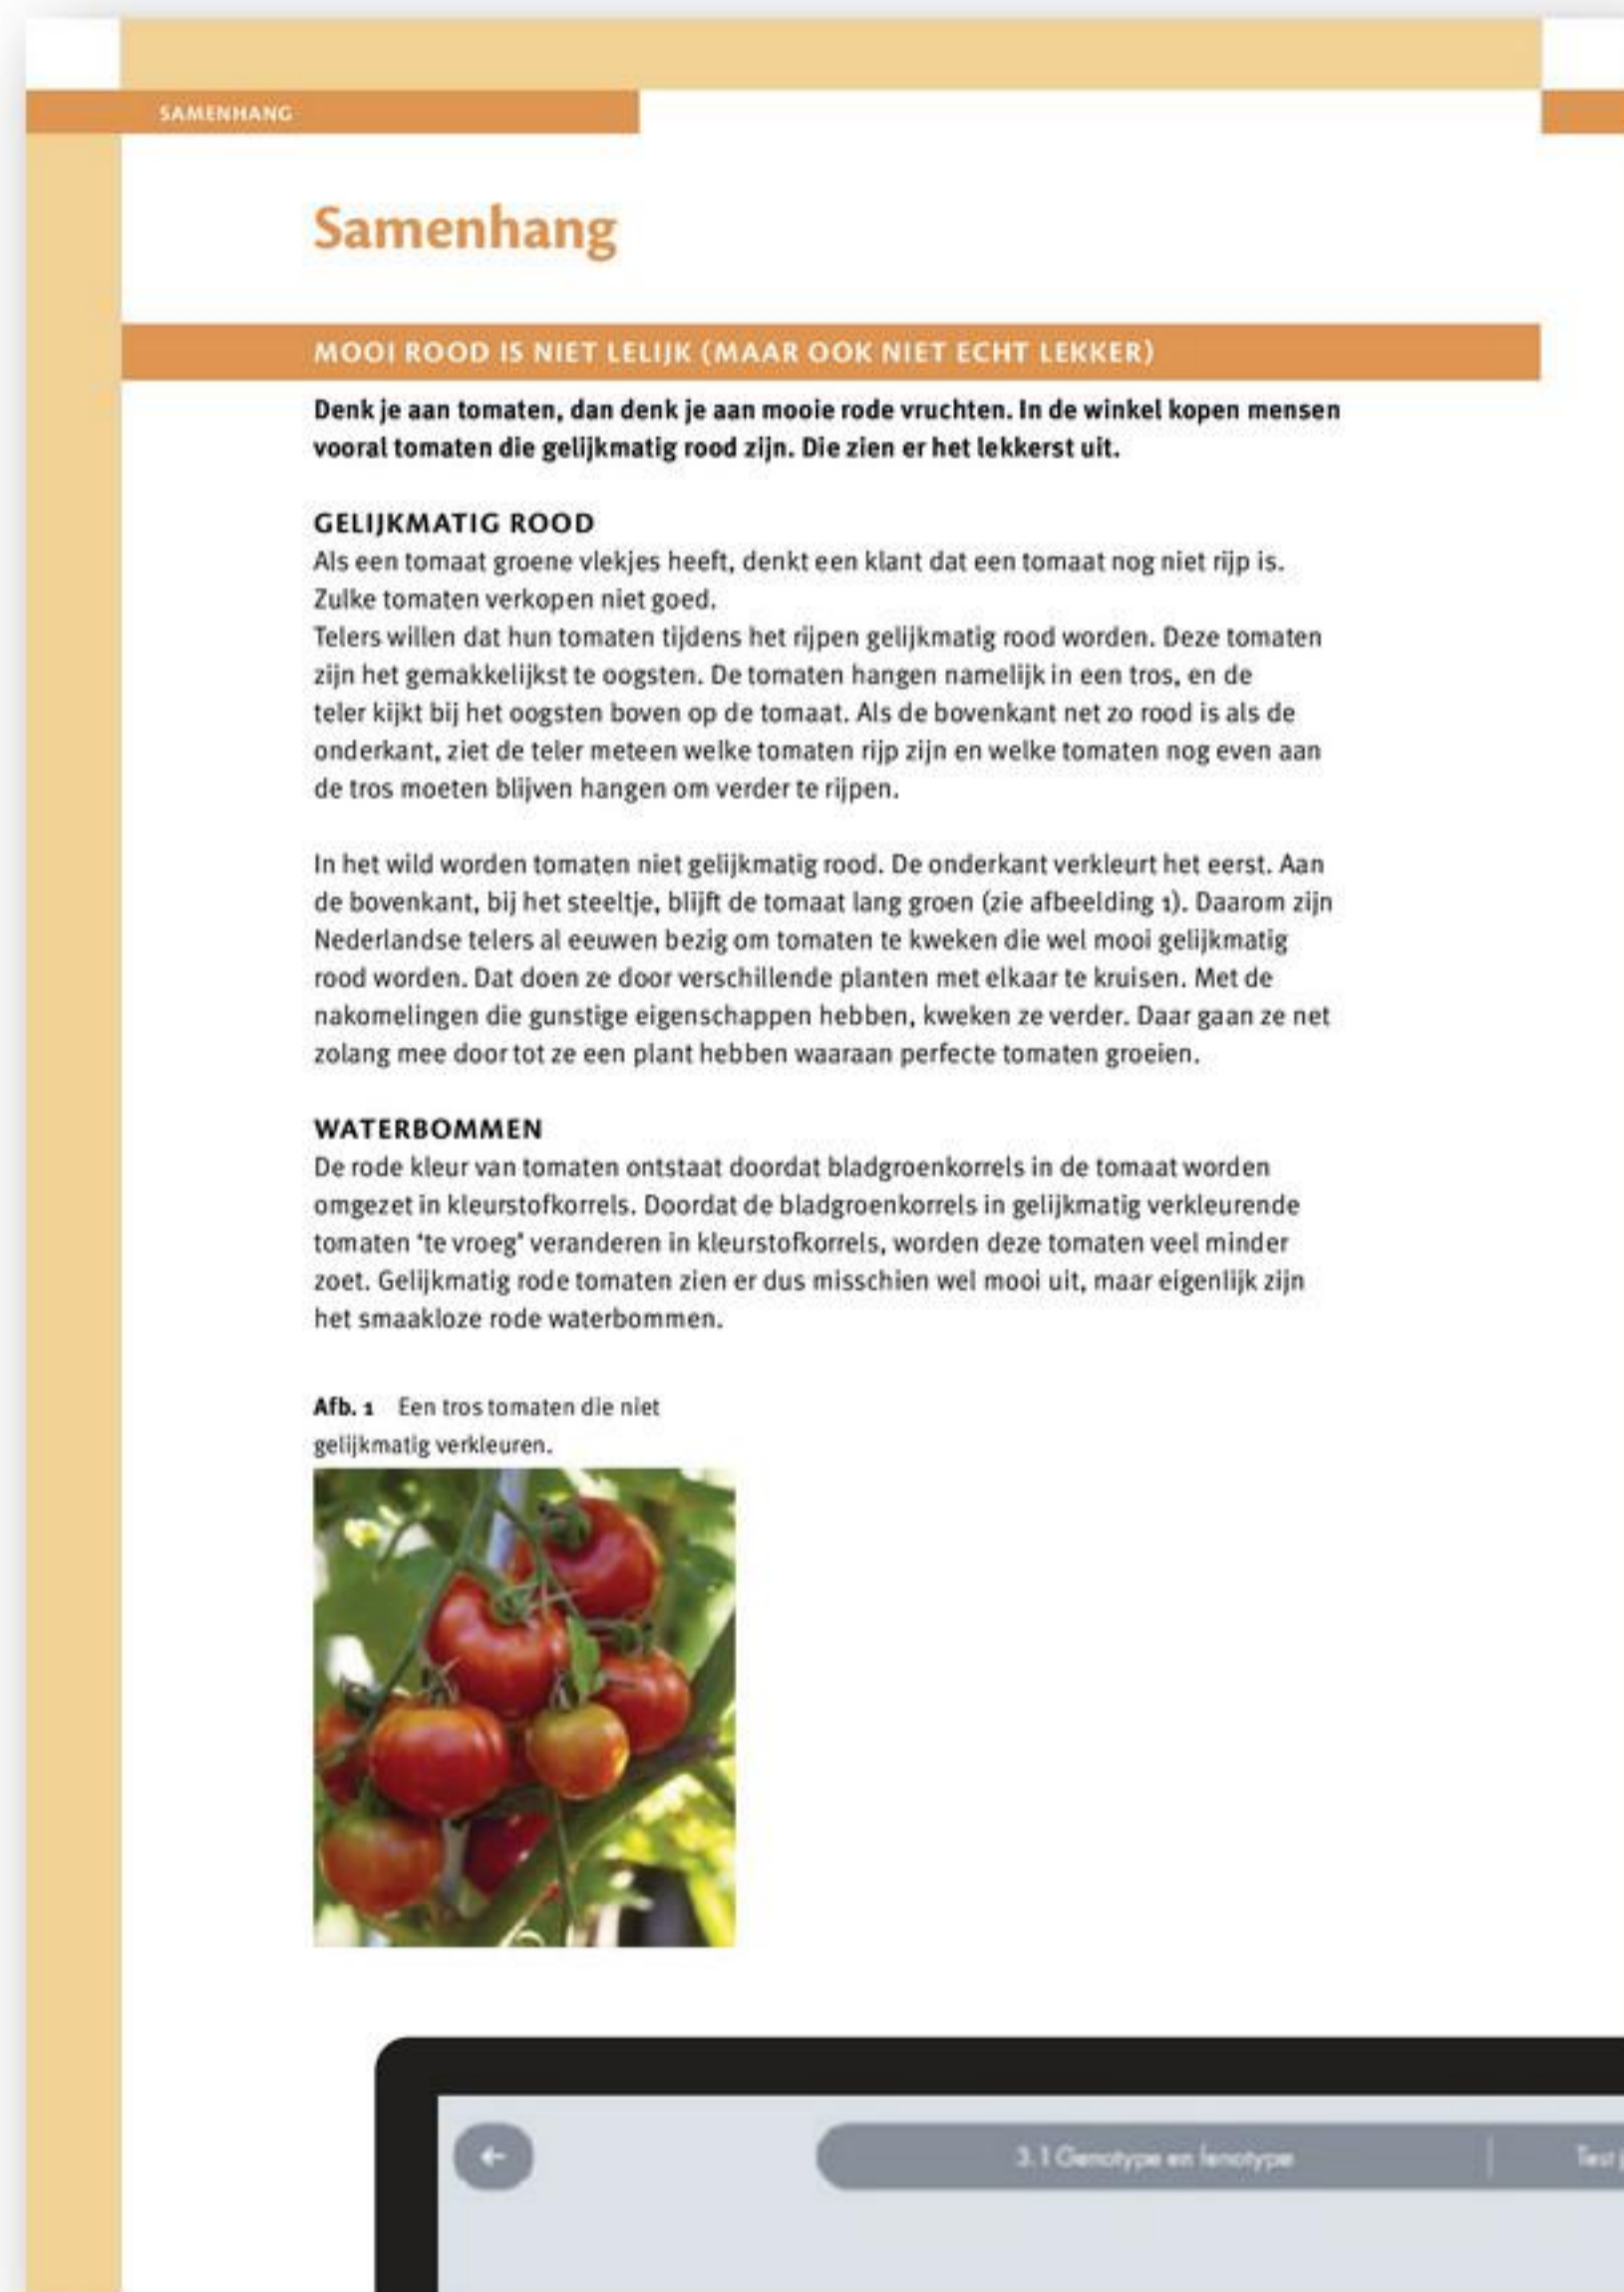 SAMENHANG
Samenhang
MOOI ROOD IS NIET LELIJK (MAAR OOK NIET ECHT LEKKER)
Denk je aan tomaten, dan denk je aan mooie rode vruchten. In de winkel kopen mensen
vooral tomaten die gelijkmatig rood zijn. Die zien er het lekkerst uit.
GELIJKMATIG ROOD
Als een tomaat groene vlekjes heeft, denkt een klant dat een tomaat nog niet rijp is.
Zulke tomaten verkopen niet goed.
Telers willen dat hun tomaten tijdens het rijpen gelijkmatig rood worden. Deze tomaten
zijn het gemakkelijkst te oogsten. De tomaten hangen namelijk in een tros, en de
teler kijkt bij het oogsten boven op de tomaat. Als de bovenkant net zo rood is als de
onderkant, ziet de teler meteen welke tomaten rijp zijn en welke tomaten nog even aan
de tros moeten blijven hangen om verder te rijpen.
In het wild worden tomaten niet gelijkmatig rood. De onderkant verkleurt het eerst. Aan
de bovenkant, bij het steeltje, blijft de tomaat lang groen (zie afbeelding 1). Daarom zijn
Nederlandse telers al eeuwen bezig om tomaten te kweken die wel mooi gelijkmatig
rood worden. Dat doen ze door verschillende planten met elkaar te kruisen. Met de
nakomelingen die gunstige eigenschappen hebben, kweken ze verder. Daar gaan ze net
zolang mee door tot ze een plant hebben waaraan perfecte tomaten groeien.
WATERBOMMEN
De rode kleur van tomaten ontstaat doordat bladgroenkorrels in de tomaat worden
omgezet in kleurstofkorrels. Doordat de bladgroenkorrels in gelijkmatig verkleurende
tomaten ‘te vroeg’ veranderen in kleurstofkorrels, worden deze tomaten veel minder
zoet. Gelijkmatig rode tomaten zien er dus misschien wel mooi uit, maar eigenlijk zijn
het smaakloze rode waterbommen.
Afb. 1 Een tros tomaten die niet
gelijkmatig verkleuren.
3.1 Genotype en fenotype
Test